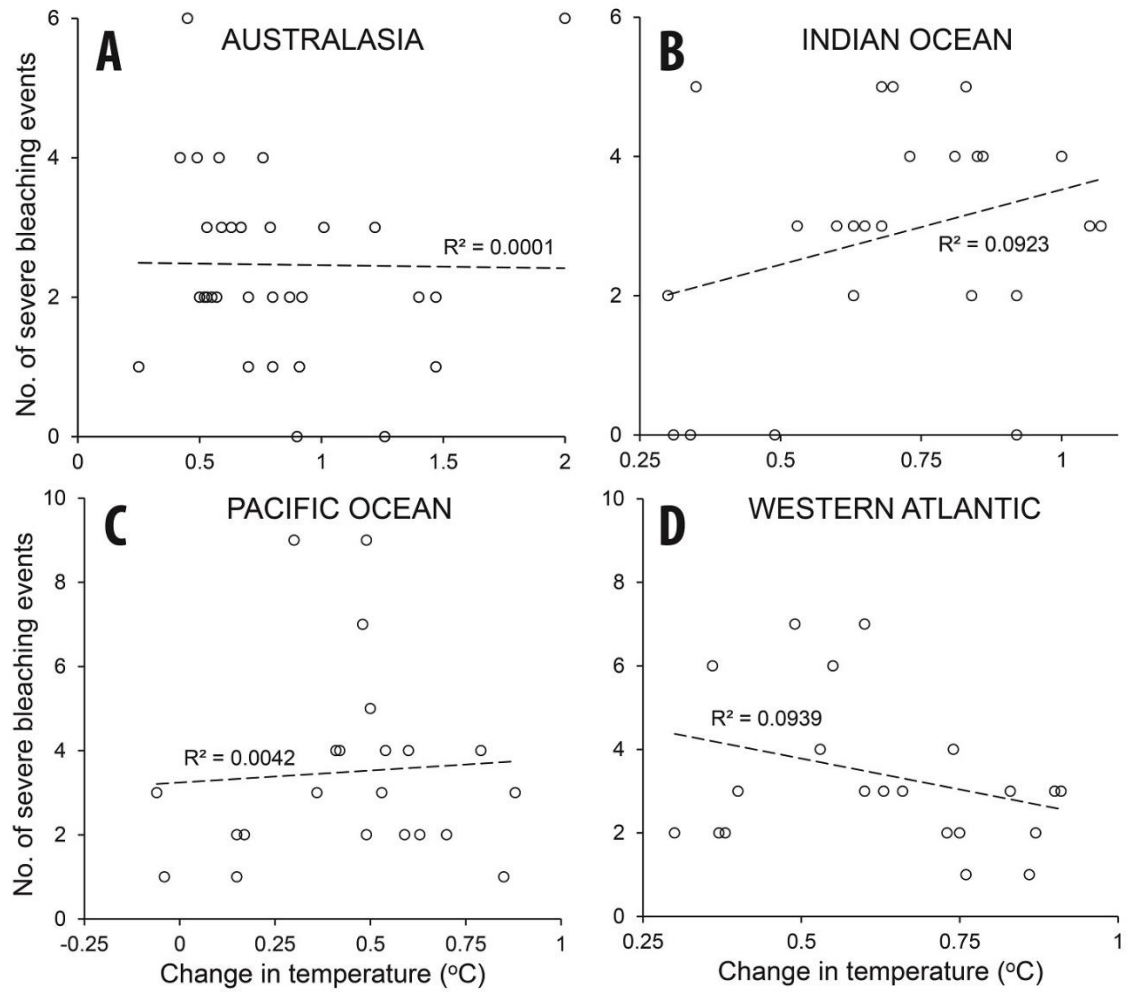 A
AUSTRALASIA
No. of severe bleaching events
6
4
2
0
R² = 0.0001
0
0.5
1
1.5
2
B
INDIAN OCEAN
6
4
2
0
R² = 0.0923
0.25
0.5
0.75
1
C
PACIFIC OCEAN
No. of severe bleaching events
10
8
6
4
2
0
R² = 0.0042
-0.25
0
0.25
0.5
0.75
1
Change in temperature (ºC)
D
WESTERN ATLANTIC
10
8
6
4
2
0
R² = 0.0939
0.25
0.5
0.75
1
Change in temperature (ºC)